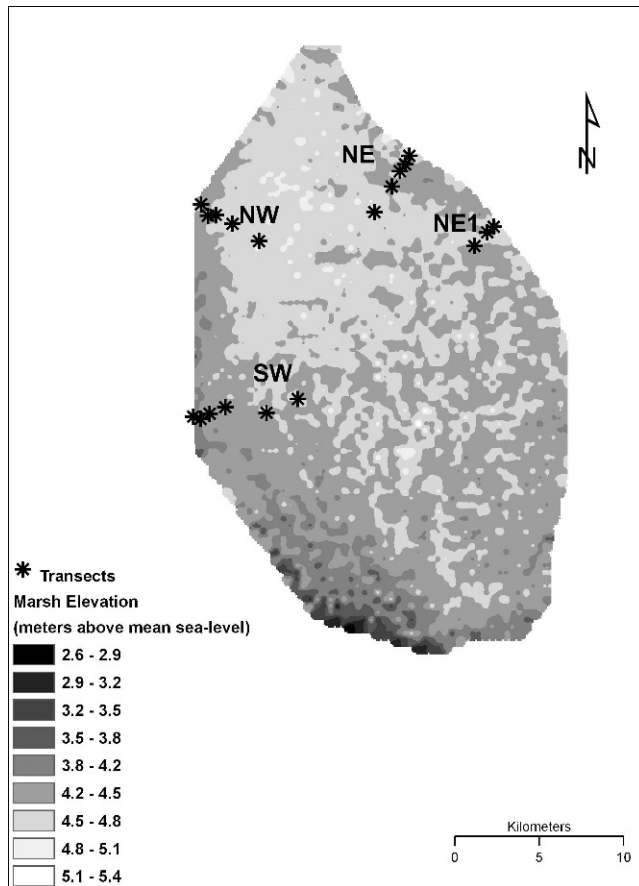 NE
N
NW
NE1
SW
Transects
Marsh Elevation
(meters above mean sea-level)
2.6 - 2.9
2.9 - 3.2
3.2 - 3.5
3.5 - 3.8
3.8 - 4.2
4.2 - 4.5
4.5 - 4.8
4.8 - 5.1
5.1 - 5.4
Kilometers
0 5 10